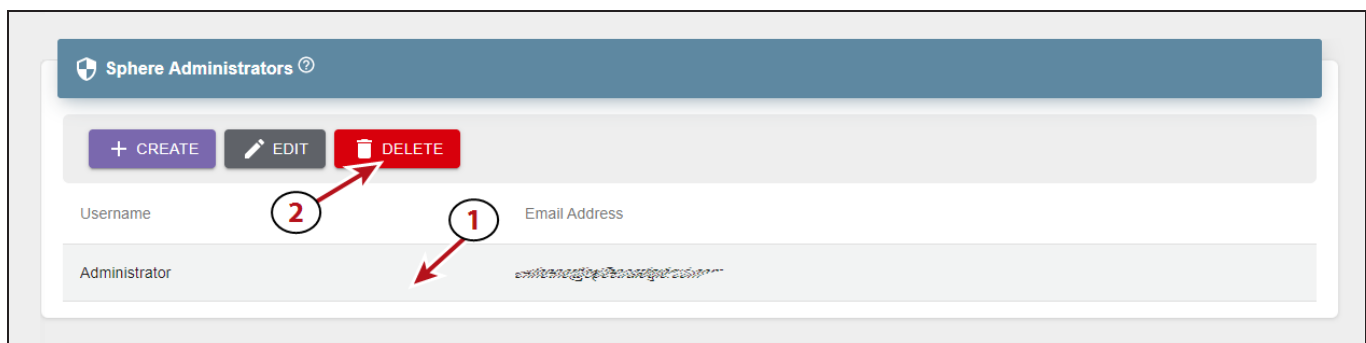 Sphere Administrators ?
+ CREATE EDIT DELETE
2
1
Username Email Address
Administrator